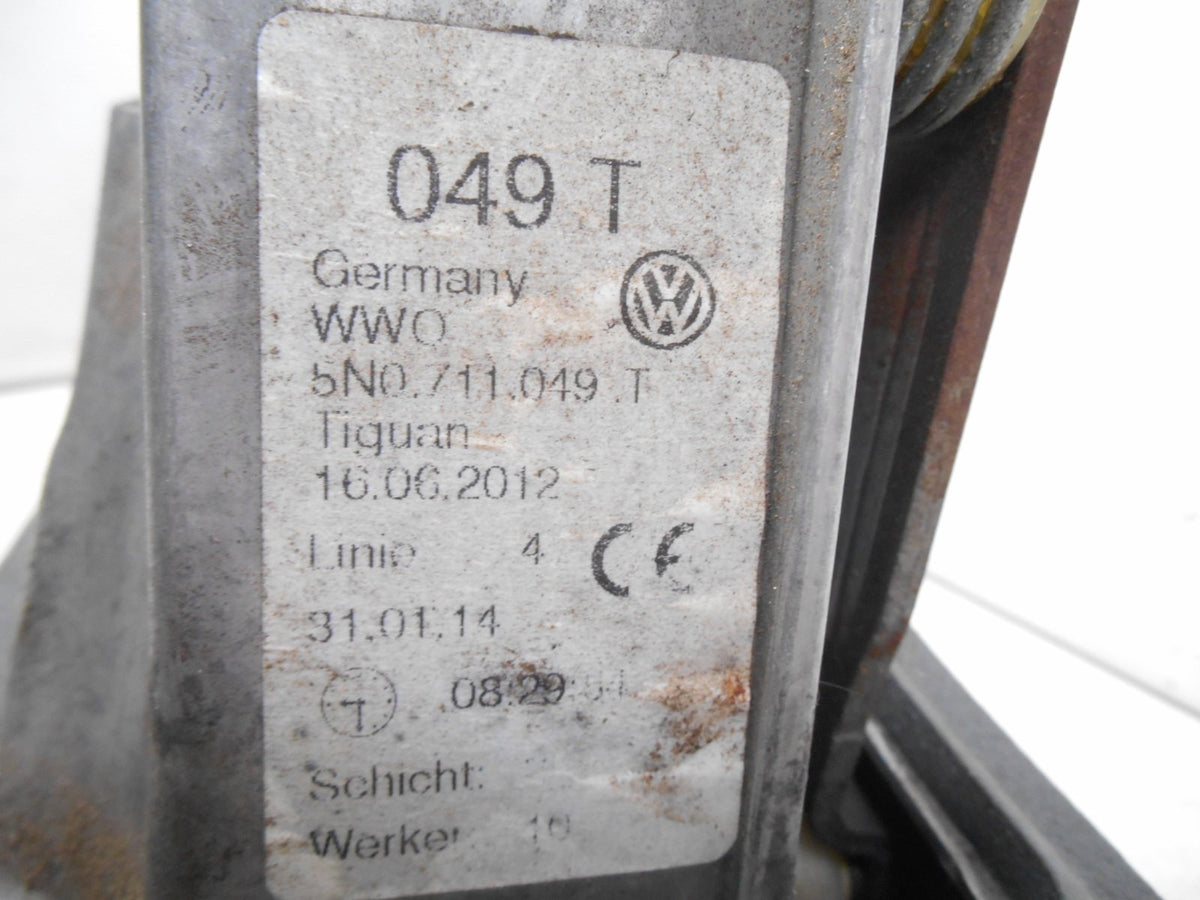 049 T
Germany
WWO
5N0.711.049 .T
Tiguan
16.06.2012
Linie 4 CE
31.01.14
08:29:
Schicht:
Werker: 10